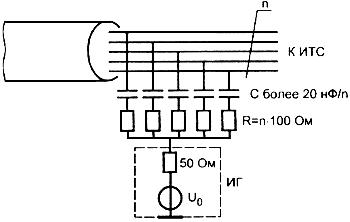 n
К ИТС
С более 20 нФ/n
R=n·100 Ом
50 Ом
ИГ
U₀